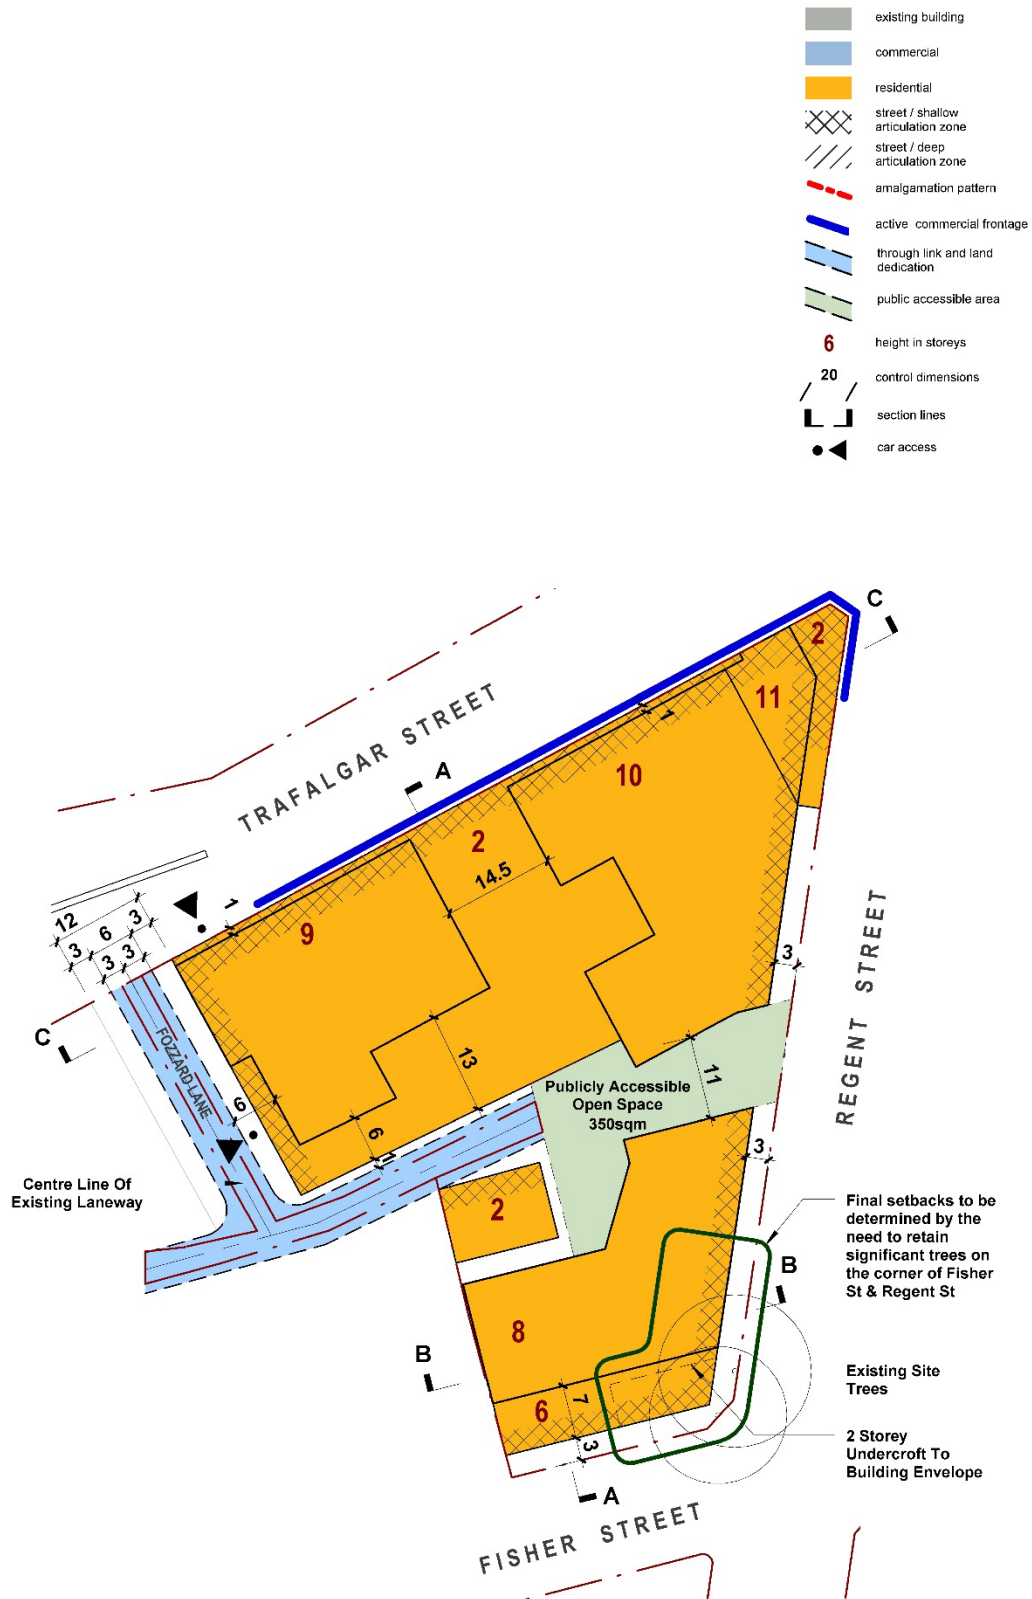 existing building
commercial
residential
street / shallow
articulation zone
street / deep
articulation zone
amalgamation pattern
active commercial frontage
through link and land
dedication
public accessible area
6
height in storeys
20
control dimensions
section lines
car access
C
2
11
TRAFALGAR STREET
1
10
A
2
14.5
12
6
3
3
3
3
1
9
3
REGENT STREET
C
FOZZARD LANE
13
11
6
Publicly Accessible
Open Space
350sqm
6
1
3
Centre Line Of
Existing Laneway
2
Final setbacks to be
determined by the
need to retain
significant trees on
the corner of Fisher
St & Regent St
B
8
B
Existing Site
Trees
6
7
3
2 Storey
Undercroft To
Building Envelope
A
FISHER STREET